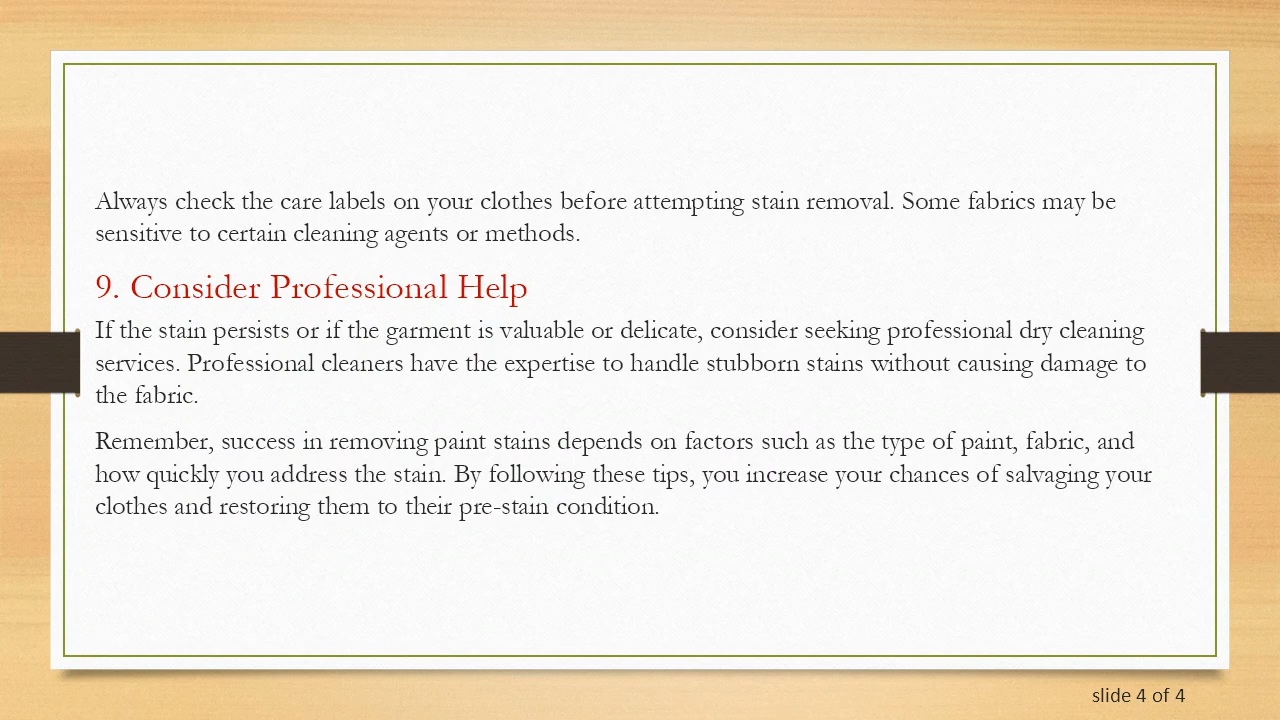 Always check the care labels on your clothes before attempting stain removal. Some fabrics may be
sensitive to certain cleaning agents or methods.
9. Consider Professional Help
If the stain persists or if the garment is valuable or delicate, consider seeking professional dry cleaning
services. Professional cleaners have the expertise to handle stubborn stains without causing damage to
the fabric.
Remember, success in removing paint stains depends on factors such as the type of paint, fabric, and
how quickly you address the stain. By following these tips, you increase your chances of salvaging your
clothes and restoring them to their pre-stain condition.
slide 4 of 4